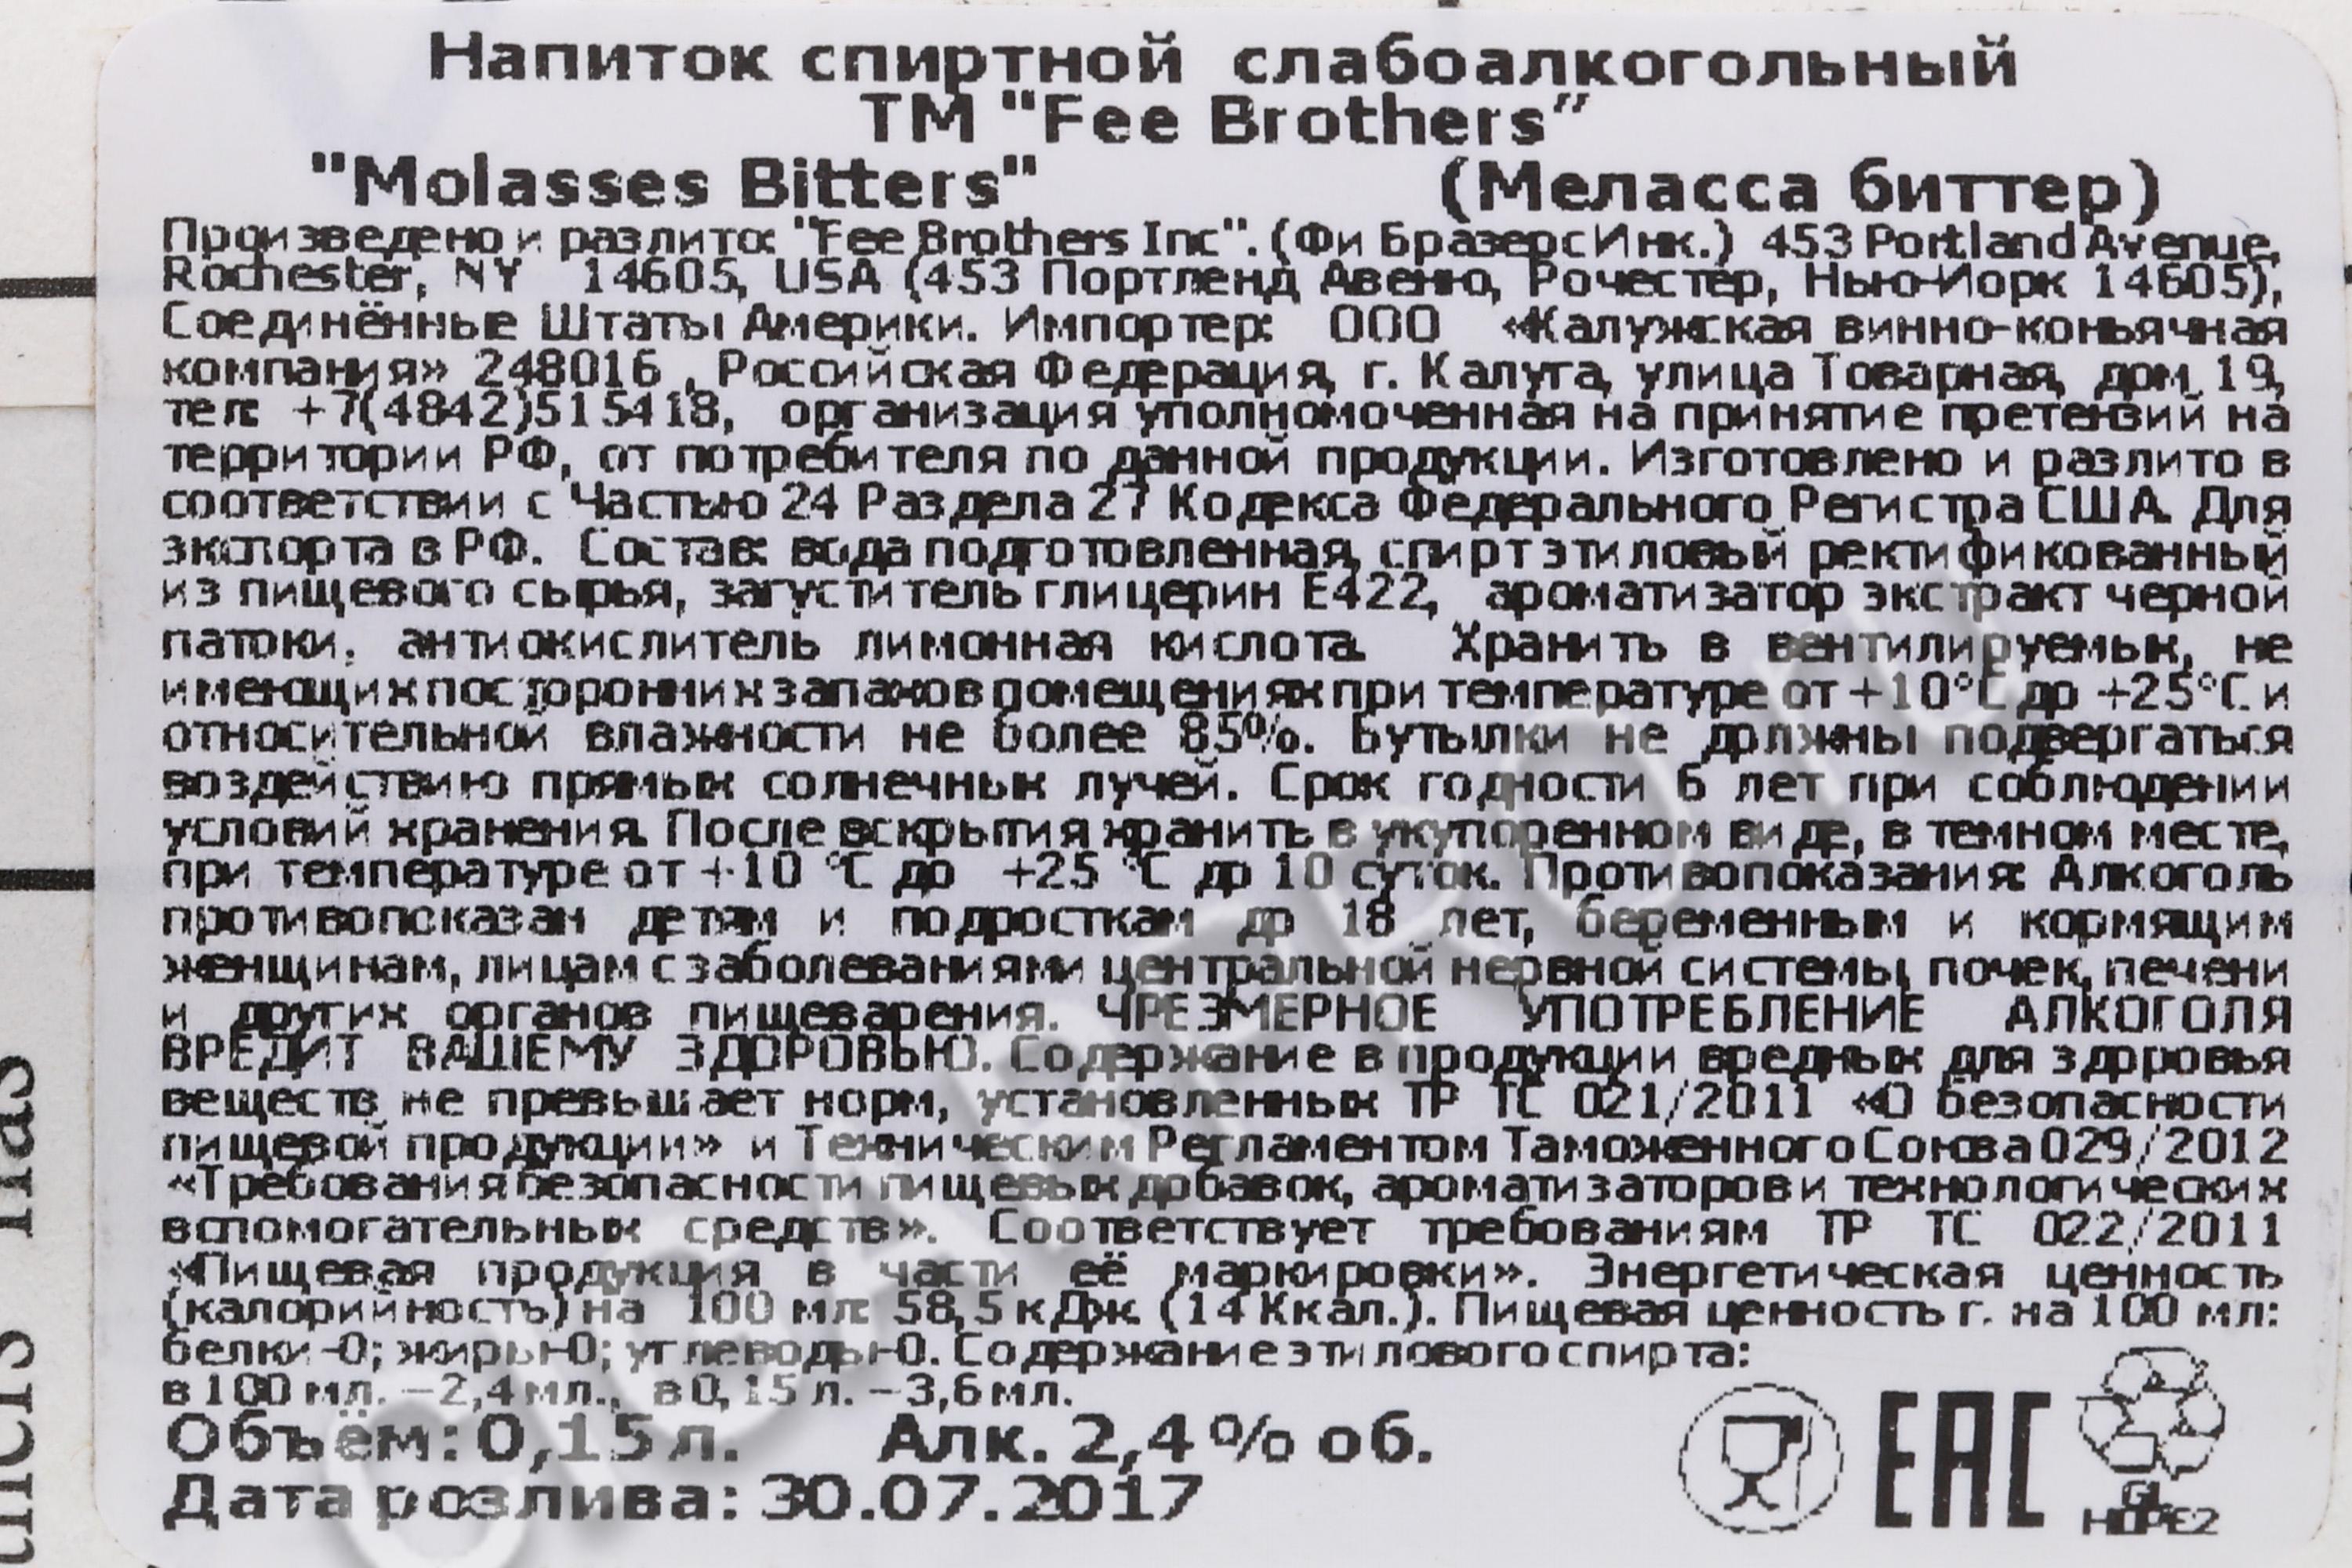 Напиток спиртной слабоалкогольный
ТМ "Fee Brothers"
"Molasses Bitters" (Меласса биттер)
Произведено и разлито: "Fee Brothers Inc". (Фи Бразерс Инк.) 453 Portland Avenue,
Rochester, NY 14605, USA (453 Портленд Авеню, Рочестер, Нью-Йорк 14605),
Соединённые Штаты Америки. Импортер: ООО «Калужская винно-коньячная
компания» 248016 , Российская Федерация, г. Калуга, улица Товарная, дом 19,
тел: +7(4842)515418, организация уполномоченная на принятие претензий на
территории РФ, от потребителя по данной продукции. Изготовлено и разлито в
соответствии с Частью 24 Раздела 27 Кодекса Федерального Регистра США. Для
экспорта в РФ. Состав: вода подготовленная, спирт этиловый ректификованный
из пищевого сырья, загуститель глицерин Е422, ароматизатор экстракт черной
патоки, антиокислитель лимонная кислота. Хранить в вентилируемых, не
имеющих посторонних запахов помещениях при температуре от +10°С до +25°С и
относительной влажности не более 85%. Бутылки не должны подвергаться
воздействию прямых солнечных лучей. Срок годности 6 лет при соблюдении
условий хранения. После вскрытия хранить в укупоренном виде, в темном месте,
при температуре от +10 °С до +25 °С до 10 суток. Противопоказания: Алкоголь
противопоказан детям и подросткам до 18 лет, беременным и кормящим
женщинам, лицам с заболеваниями центральной нервной системы, почек, печени
и других органов пищеварения. ЧРЕЗМЕРНОЕ УПОТРЕБЛЕНИЕ АЛКОГОЛЯ
ВРЕДИТ ВАШЕМУ ЗДОРОВЬЮ. Содержание в продукции вредных для здоровья
веществ не превышает норм, установленных ТР ТС 021/2011 «О безопасности
пищевой продукции» и Техническим Регламентом Таможенного Союза 029/2012
«Требования безопасности пищевых добавок, ароматизаторов и технологических
вспомогательных средств». Соответствует требованиям ТР ТС 022/2011
«Пищевая продукция в части её маркировки». Энергетическая ценность
(калорийность) на 100 мл: 58,5 кДж. (14 Ккал.). Пищевая ценность г. на 100 мл:
белки-0; жиры-0; углеводы-0. Содержание этилового спирта:
в 100 мл. –2,4 мл., в 0,15 л. –3,6 мл.
Объём: 0,15 л. Алк. 2,4% об.
Дата розлива: 30.07.2017
ЕАС
GL
HDPE2
CIGARPRO.ru